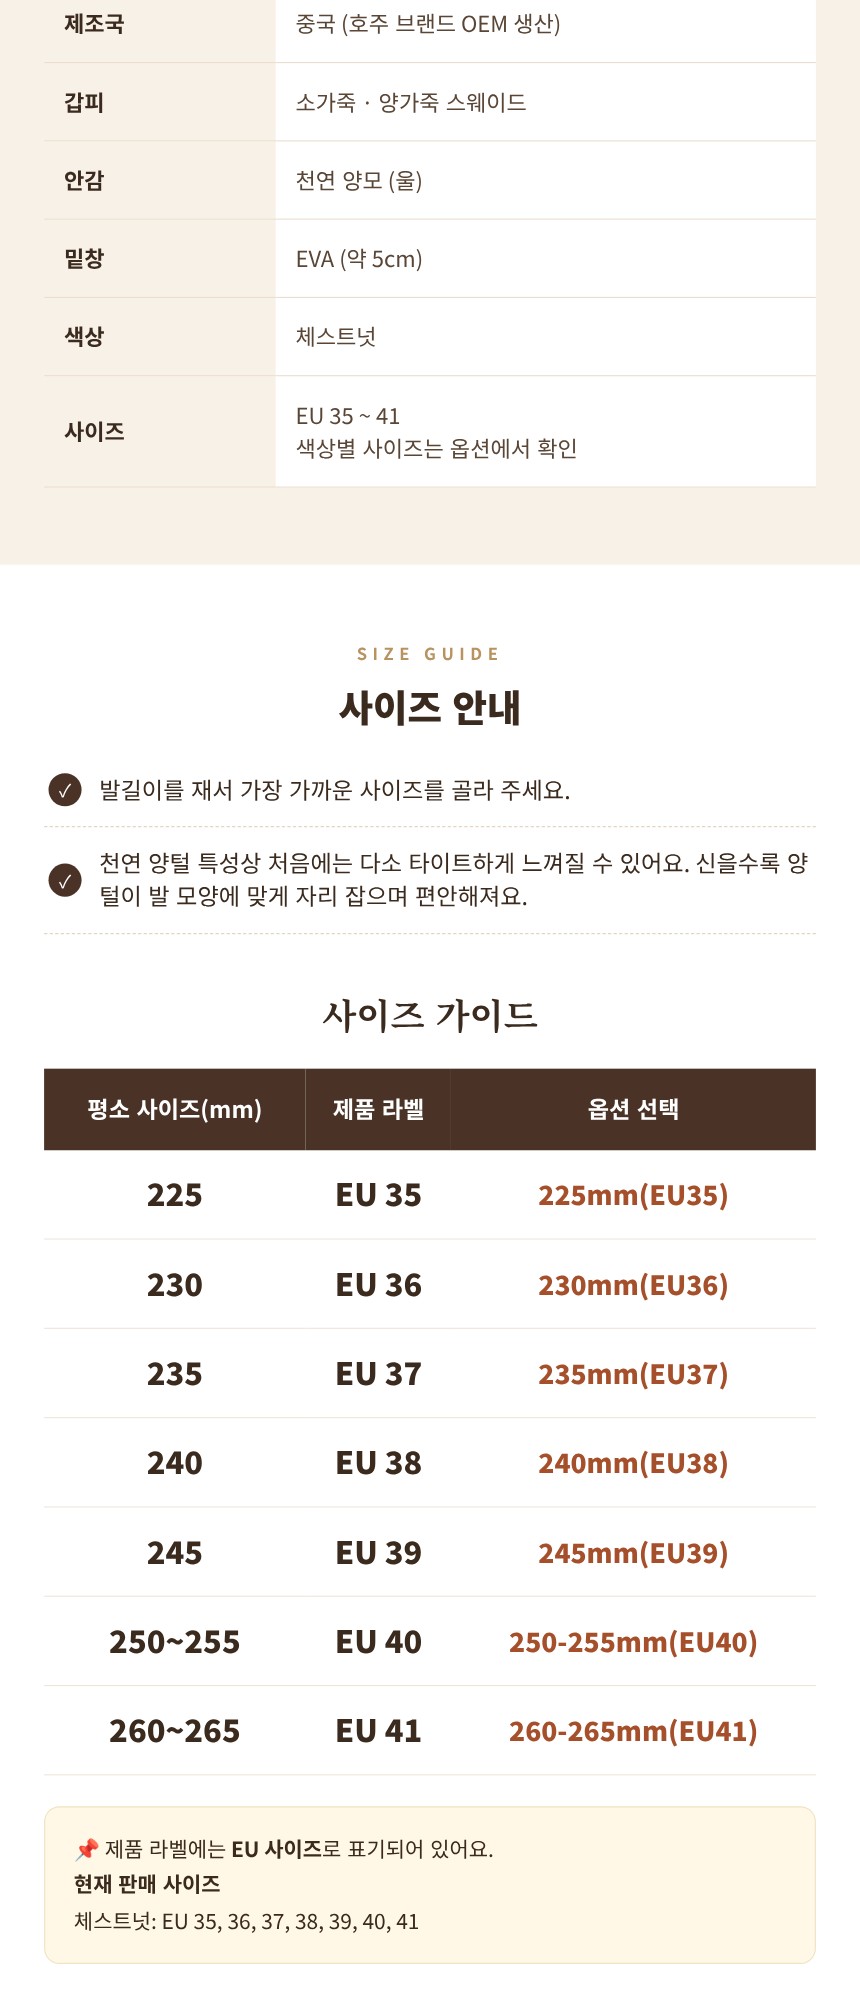 제조국 중국 (호주 브랜드 OEM 생산)
갑피 소가죽 · 양가죽 스웨이드
안감 천연 양모 (울)
밑창 EVA (약 5cm)
색상 체스트넛
사이즈 EU 35 ~ 41
색상별 사이즈는 옵션에서 확인
SIZE GUIDE
사이즈 안내
✓ 발길이를 재서 가장 가까운 사이즈를 골라 주세요.
✓ 천연 양털 특성상 처음에는 다소 타이트하게 느껴질 수 있어요. 신을수록 양
털이 발 모양에 맞게 자리 잡으며 편안해져요.
사이즈 가이드
평소 사이즈(mm) 제품 라벨 옵션 선택
225 EU 35 225mm(EU35)
230 EU 36 230mm(EU36)
235 EU 37 235mm(EU37)
240 EU 38 240mm(EU38)
245 EU 39 245mm(EU39)
250~255 EU 40 250-255mm(EU40)
260~265 EU 41 260-265mm(EU41)
📌 제품 라벨에는 EU 사이즈로 표기되어 있어요.
현재 판매 사이즈
체스트넛: EU 35, 36, 37, 38, 39, 40, 41